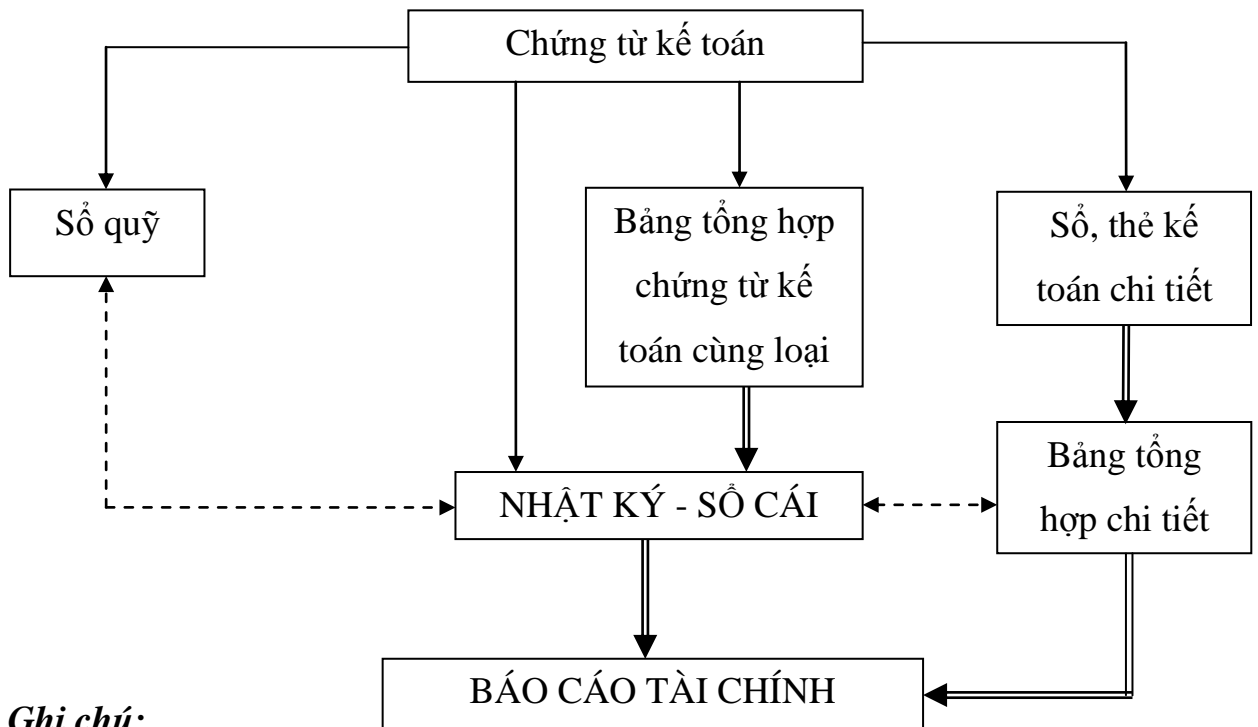 Chứng từ kế toán
Sổ quỹ
Bảng tổng hợp
chứng từ kế
toán cùng loại
Sổ, thẻ kế
toán chi tiết
Bảng tổng
hợp chi tiết
NHẬT KÝ - SỔ CÁI
BÁO CÁO TÀI CHÍNH
Ghi chú: